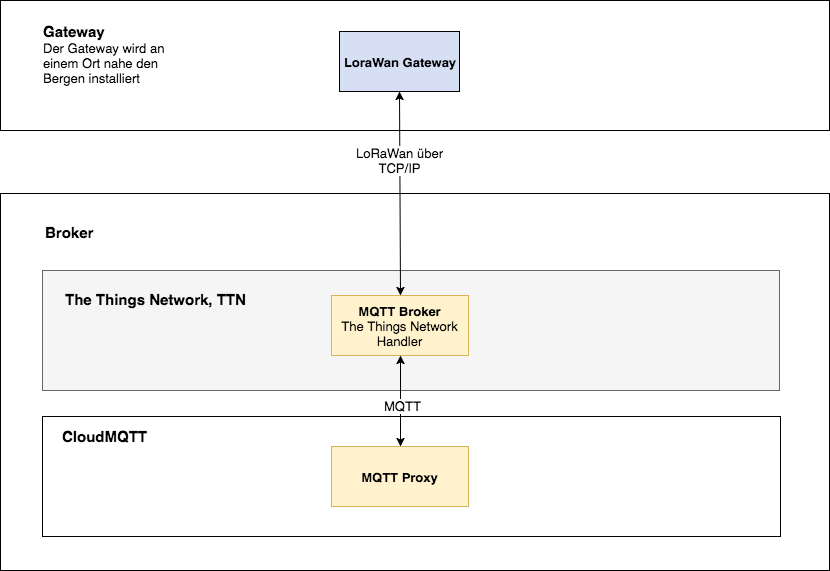 Gateway
Der Gateway wird an
einem Ort nahe den
Bergen installiert
LoraWan Gateway
LoRaWan über
TCP/IP
Broker
The Things Network, TTN
MQTT Broker
The Things Network
Handler
MQTT
CloudMQTT
MQTT Proxy